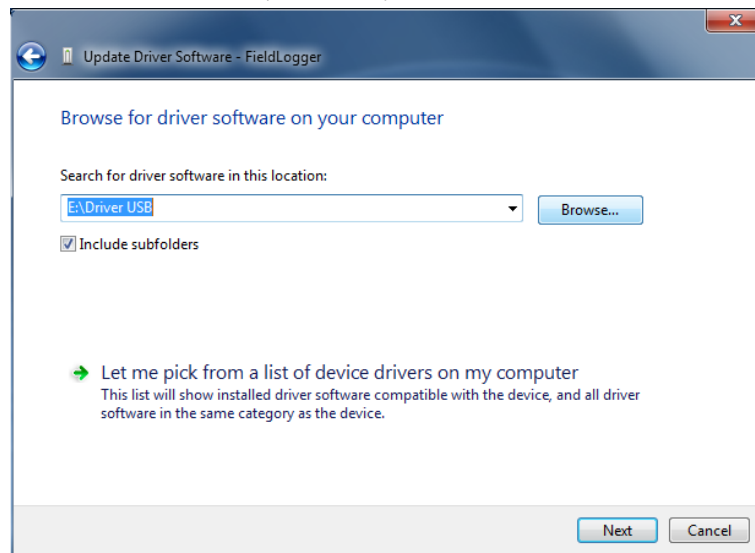 Update Driver Software - FieldLogger
Browse for driver software on your computer
Search for driver software in this location:
E:\Driver USB
Browse...
Include subfolders
Let me pick from a list of device drivers on my computer
This list will show installed driver software compatible with the device, and all driver
software in the same category as the device.
Next
Cancel